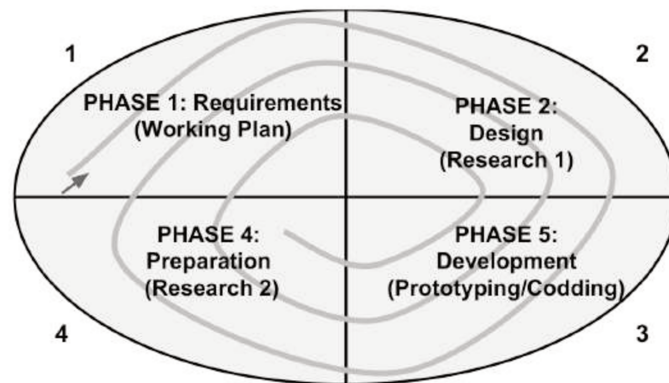 1
2
PHASE 1: Requirements
(Working Plan)
PHASE 2:
Design
(Research 1)
PHASE 4:
Preparation
(Research 2)
PHASE 5:
Development
(Prototyping/Codding)
4
3